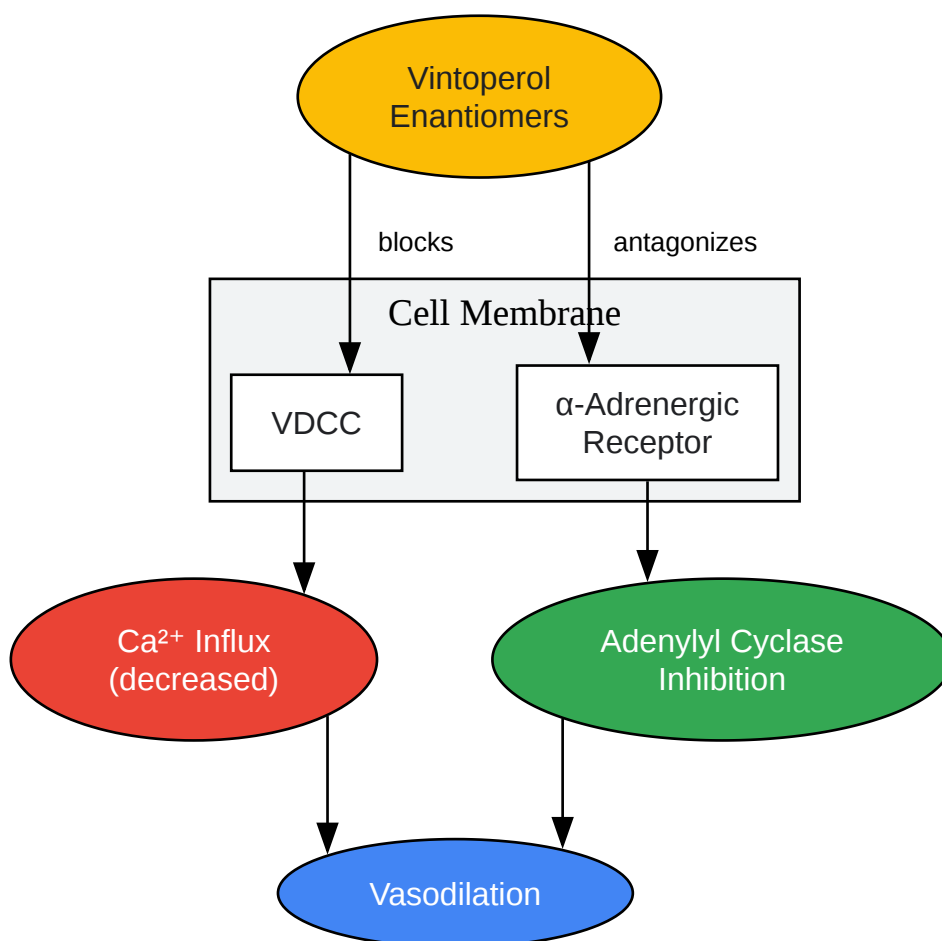 Vintoperol
Enantiomers
blocks
antagonizes
Cell Membrane
VDCC
α-Adrenergic
Receptor
Ca²⁺ Influx
(decreased)
Adenylyl Cyclase
Inhibition
Vasodilation